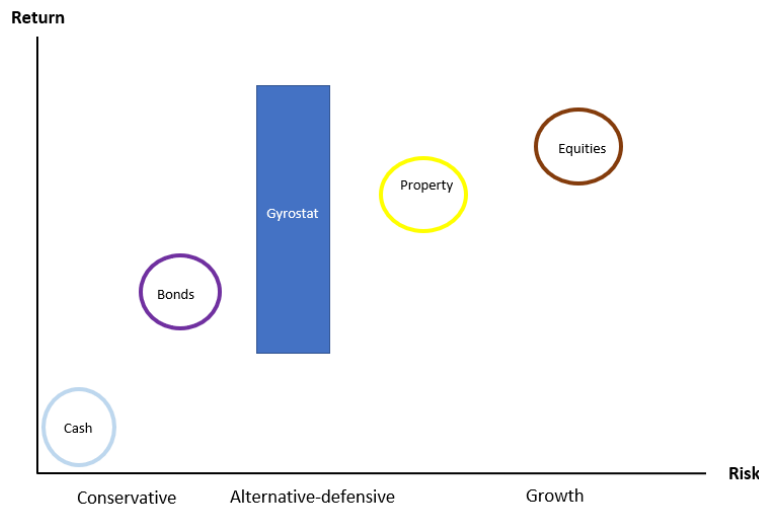 Return
Equities
Property
Gyrostat
Bonds
Cash
Risk
Conservative
Alternative-defensive
Growth